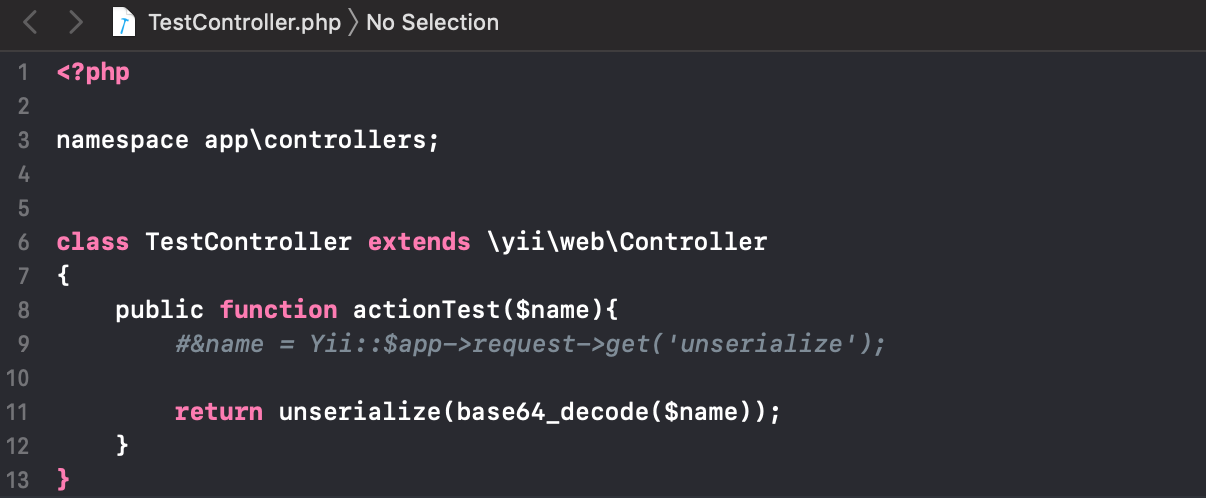 TestController.php 〉 No Selection
1 <?php
2
3 namespace app\controllers;
4
5
6 class TestController extends \yii\web\Controller
7 {
8     public function actionTest($name){
9         #&name = Yii::$app->request->get('unserialize');
10
11         return unserialize(base64_decode($name));
12     }
13 }